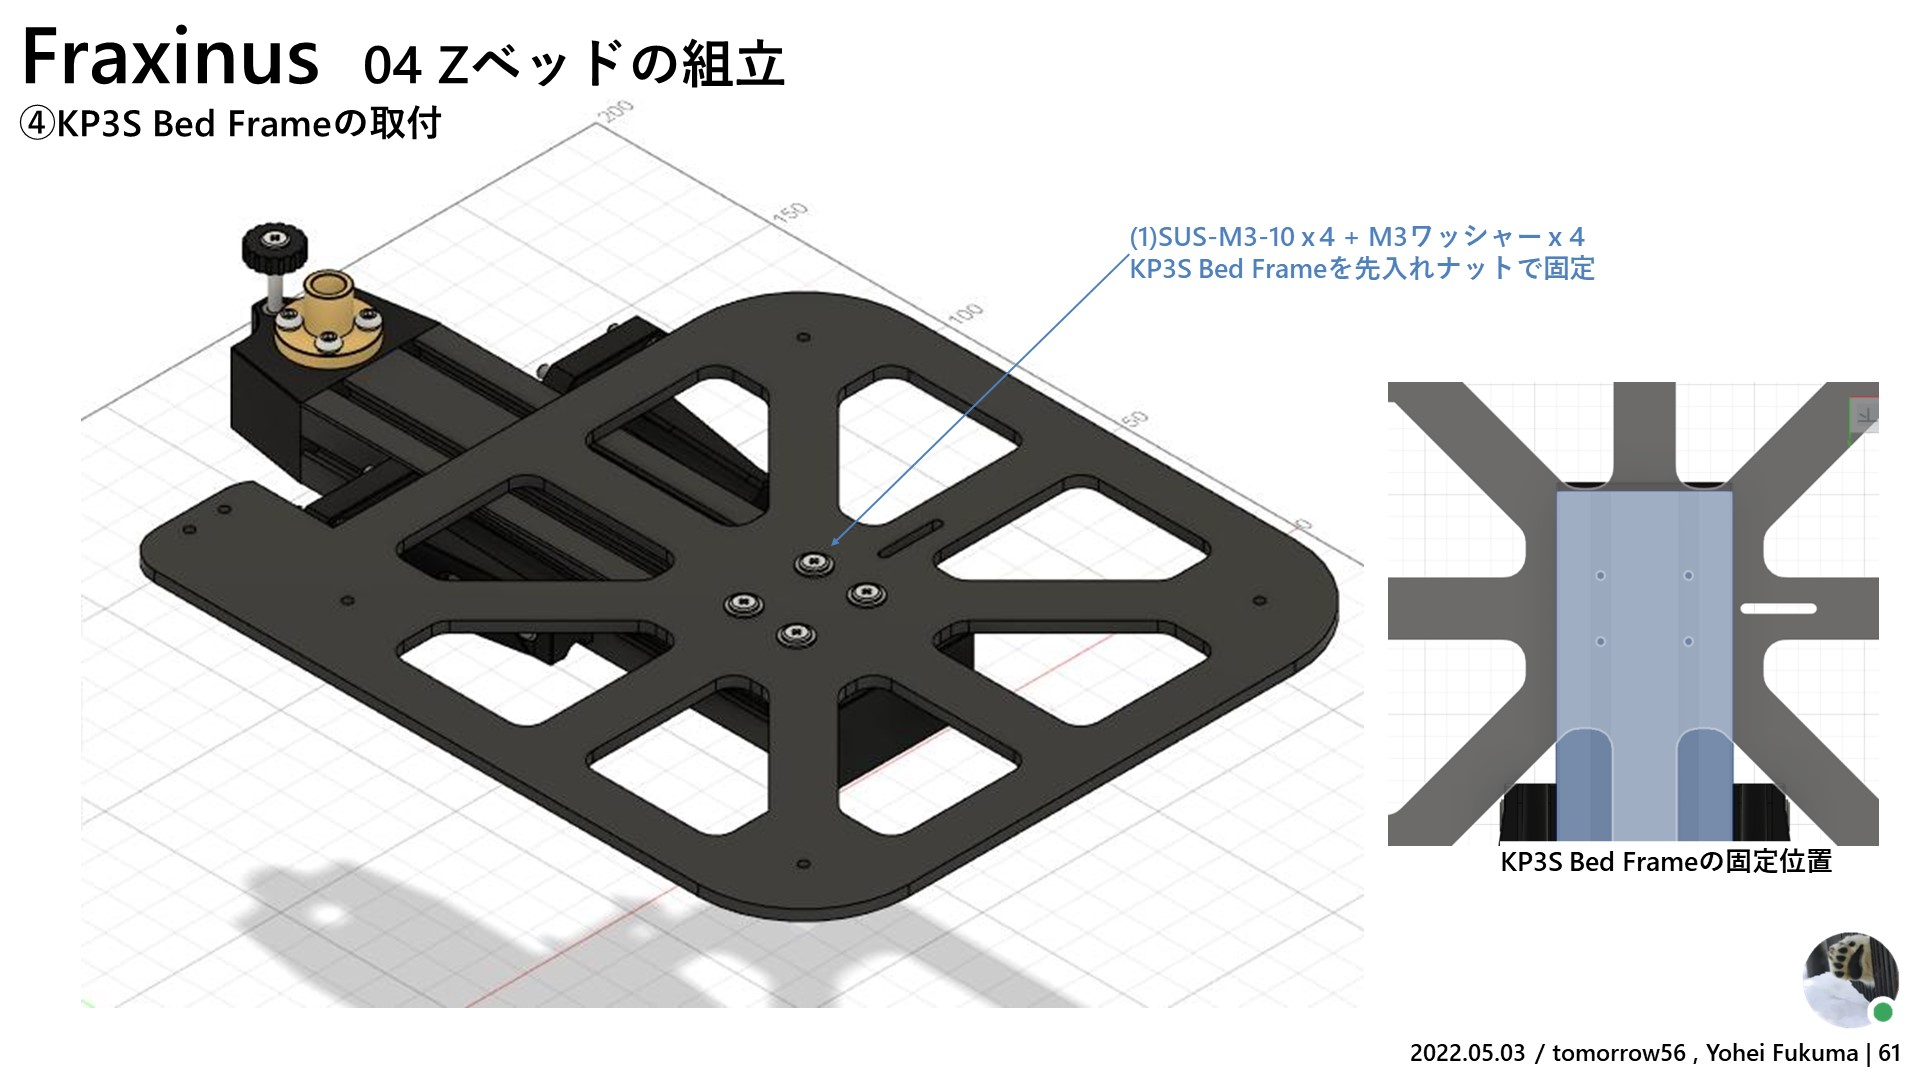 Fraxinus 04 Zベッドの組立
④KP3S Bed Frameの取付
200
150
100
50
0
(1)SUS-M3-10 x 4 + M3ワッシャー x 4
KP3S Bed Frameを先入れナットで固定
下
KP3S Bed Frameの固定位置
2022.05.03 / tomorrow56 , Yohei Fukuma | 61